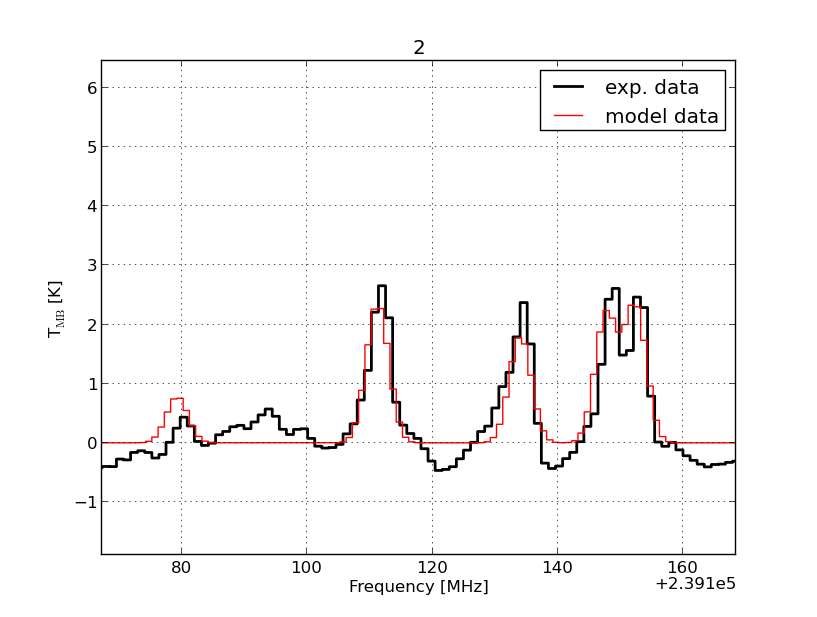 2
exp. data
model data
6
5
4
3
2
1
0
−1
T_MB [K]
80 100 120 140 160
Frequency [MHz]
+2.391e5